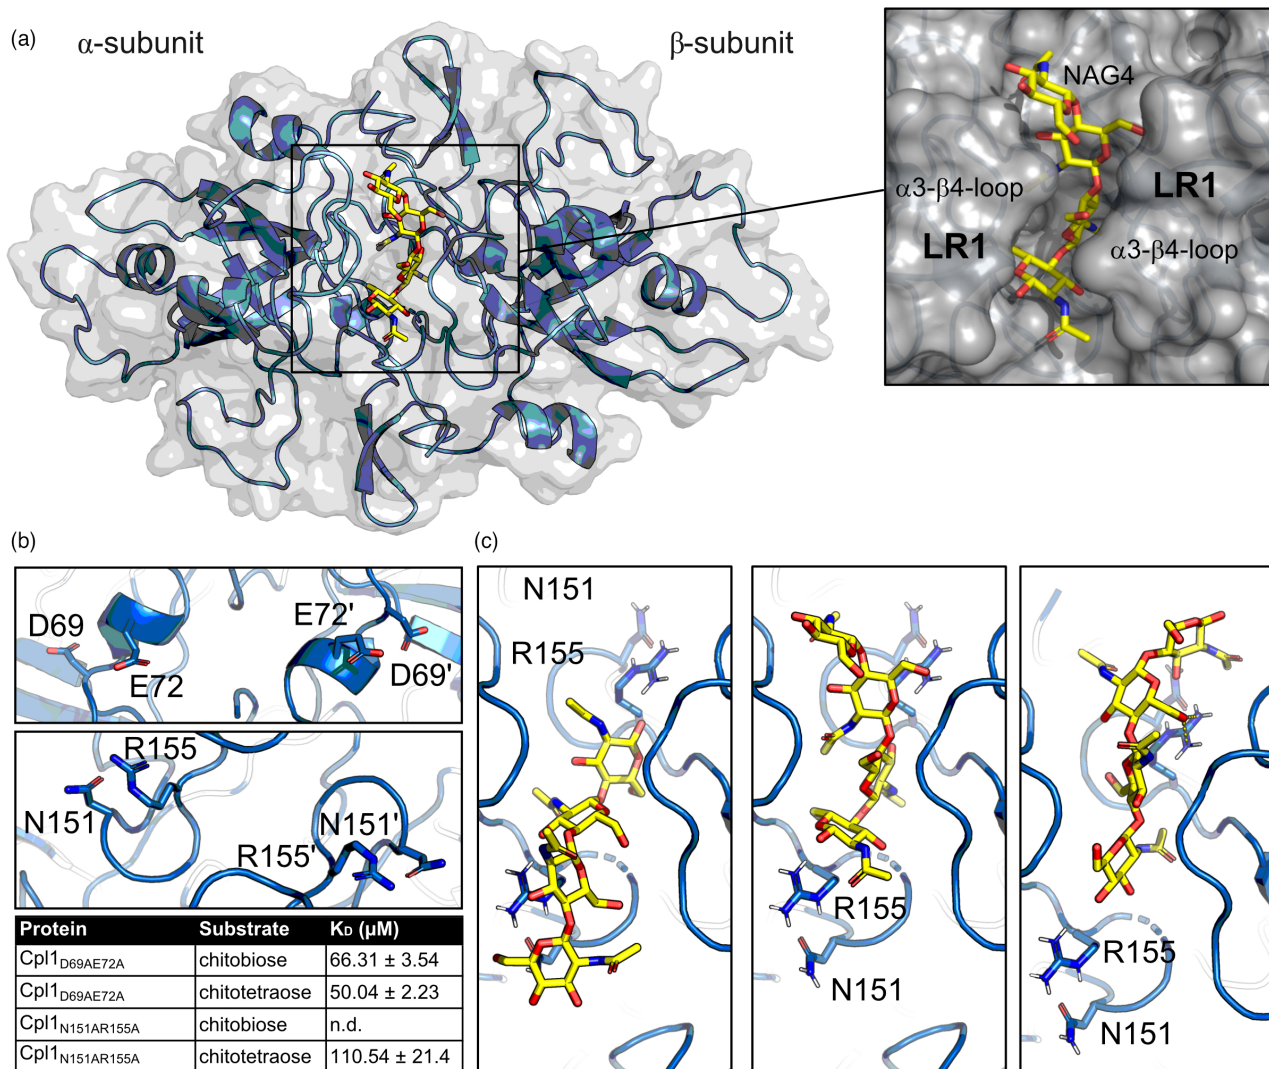 (a)
α-subunit
β-subunit
NAG4
α3-β4-loop
LR1
LR1
α3-β4-loop
(b)
D69
E72
E72'
D69'
R155
N151
N151'
R155'
Protein Substrate KD (µM)
Cpl1D69AE72A chitobiose 66.31 ± 3.54
Cpl1D69AE72A chitotetraose 50.04 ± 2.23
Cpl1N151AR155A chitobiose n.d.
Cpl1N151AR155A chitotetraose 110.54 ± 21.4
(c)
N151
R155
R155
N151
R155
N151